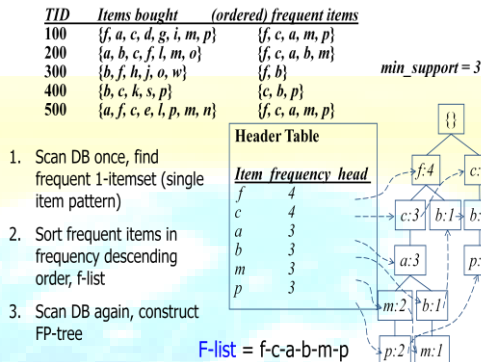 TID Items bought (ordered) frequent items
100 {f, a, c, d, g, i, m, p} {f, c, a, m, p}
200 {a, b, c, f, l, m, o} {f, c, a, b, m}
300 {b, f, h, j, o, w} {f, b}
400 {b, c, k, s, p} {c, b, p}
500 {a, f, c, e, l, p, m, n} {f, c, a, m, p}
min_support = 3
1. Scan DB once, find
frequent 1-itemset (single
item pattern)
2. Sort frequent items in
frequency descending
order, f-list
3. Scan DB again, construct
FP-tree
Header Table
Item frequency head
f 4
c 4
a 3
b 3
m 3
p 3
F-list = f-c-a-b-m-p
{}
f:4 c:
c:3 b:1 b:
a:3 p:
m:2 b:1
p:2 m:1